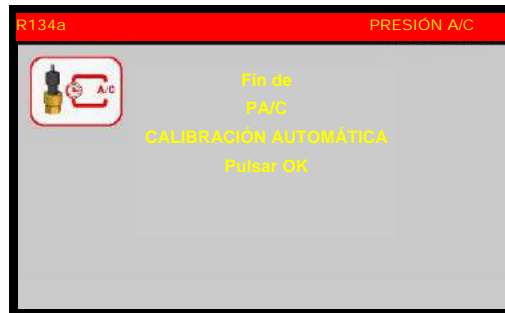 R134a PRESIÓN A/C
A/C
Fin de
PA/C
CALIBRACIÓN AUTOMÁTICA
Pulsar OK